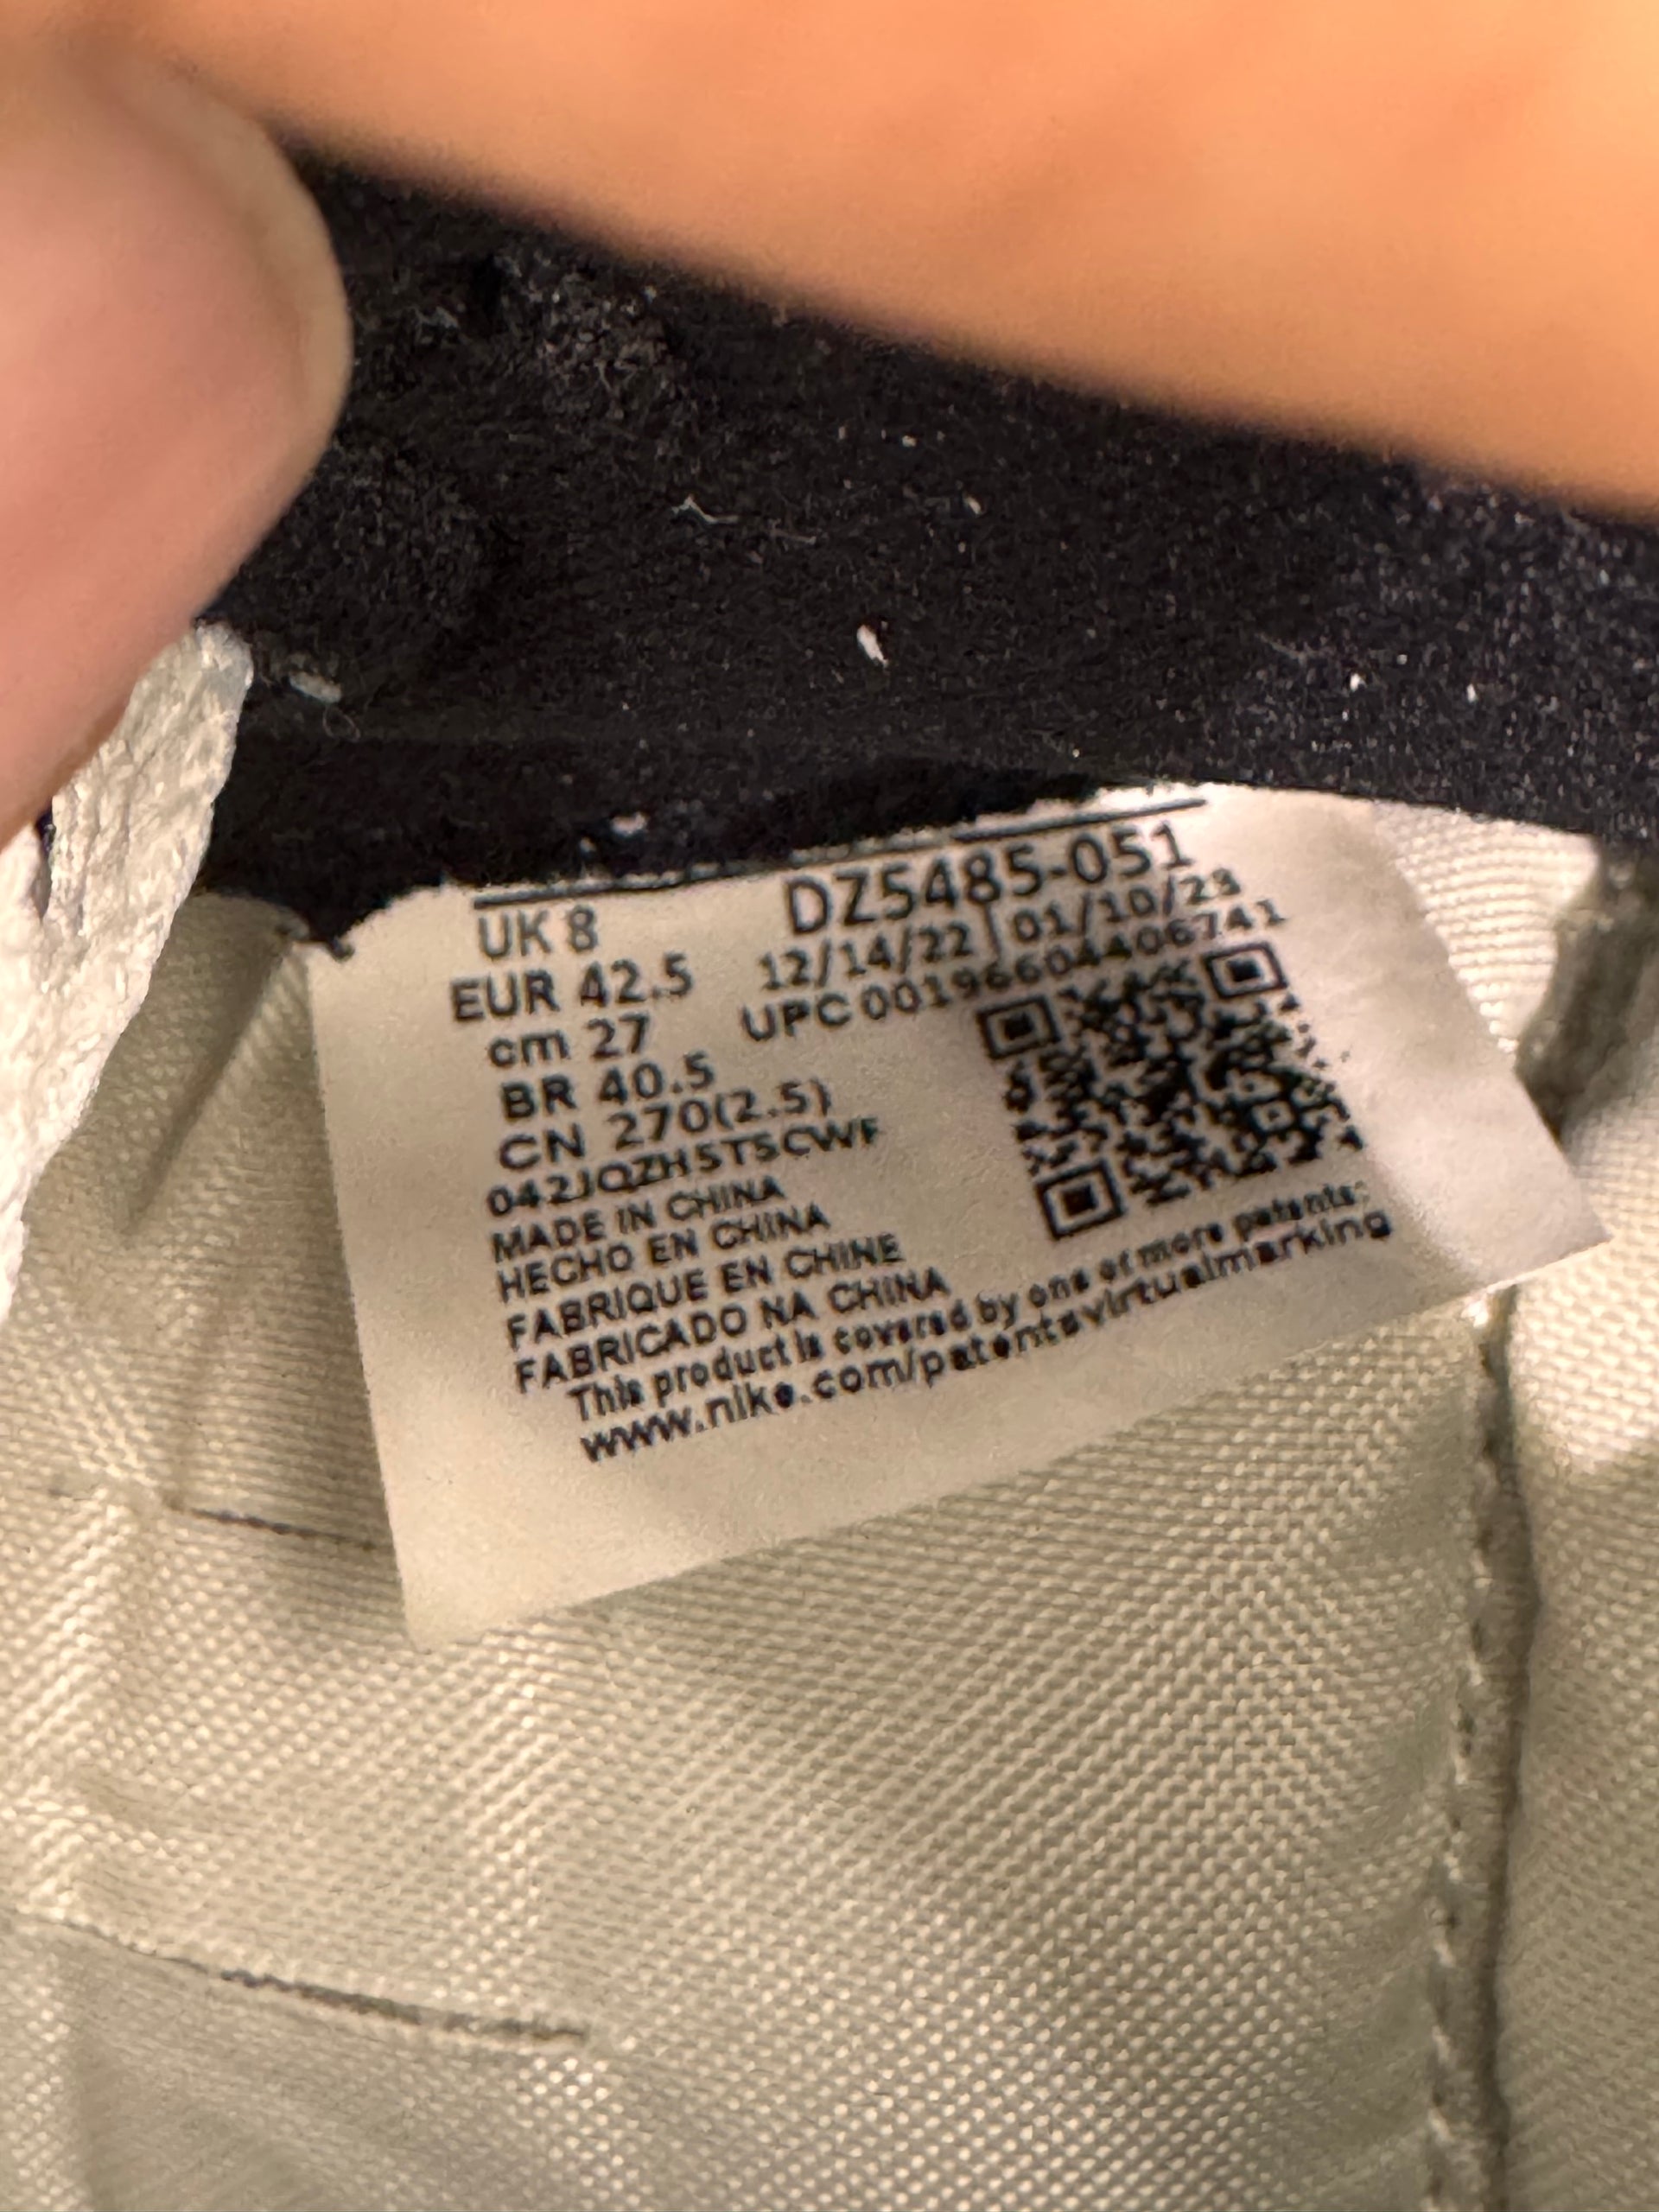 DZ5485-051
UK 8
12/14/22 | 01/10/23
EUR 42.5
UPC 00196604406741
cm 27
BR 40.5
CN 270(2.5)
042JQZH5T5CWF
MADE IN CHINA
HECHO EN CHINA
FABRIQUE EN CHINE
FABRICADO NA CHINA
This product is covered by one or more patents:
www.nike.com/patentsvirtualmarking